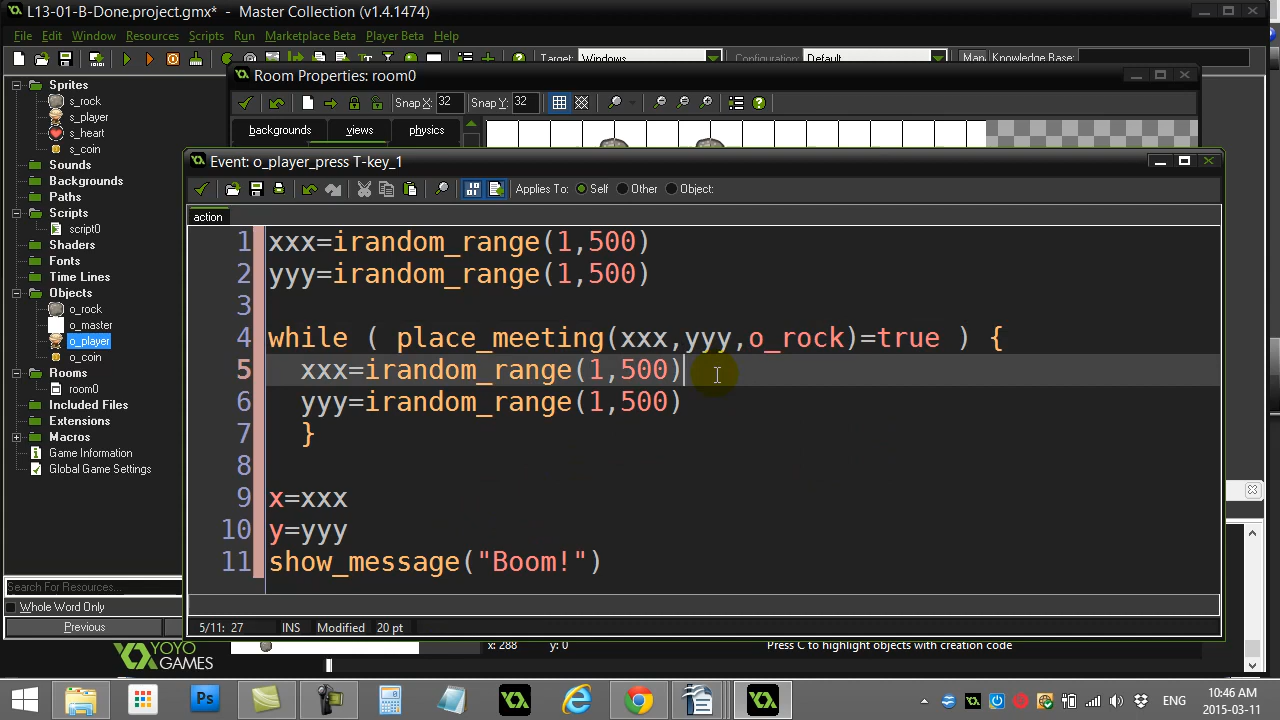 L13-01-B-Done.project.gmx* - Master Collection (v1.4.1474)
File Edit Window Resources Scripts Run Marketplace Beta Player Beta Help
Target: Windows Configuration: Default Man Knowledge Base:
Room Properties: room0
Snap X: 32 Snap Y: 32
backgrounds views physics
Sprites
s_rock
s_player
s_heart
s_coin
Sounds
Backgrounds
Paths
Scripts
script0
Shaders
Fonts
Time Lines
Objects
o_rock
o_master
o_player
o_coin
Rooms
room0
Included Files
Extensions
Macros
Game Information
Global Game Settings
Search For Resources...
Whole Word Only
Previous
Event: o_player_press T-key_1
Applies To: Self Other Object:
action
1 xxx=irandom_range(1,500)
2 yyy=irandom_range(1,500)
3
4 while ( place_meeting(xxx,yyy,o_rock)=true ) {
5 xxx=irandom_range(1,500)
6 yyy=irandom_range(1,500)
7 }
8
9 x=xxx
10 y=yyy
11 show_message("Boom!")
5/11: 27 INS Modified 20 pt
YOYO GAMES
x: 288 y: 0 Press C to highlight objects with creation code
Ps
ENG
10:46 AM
2015-03-11